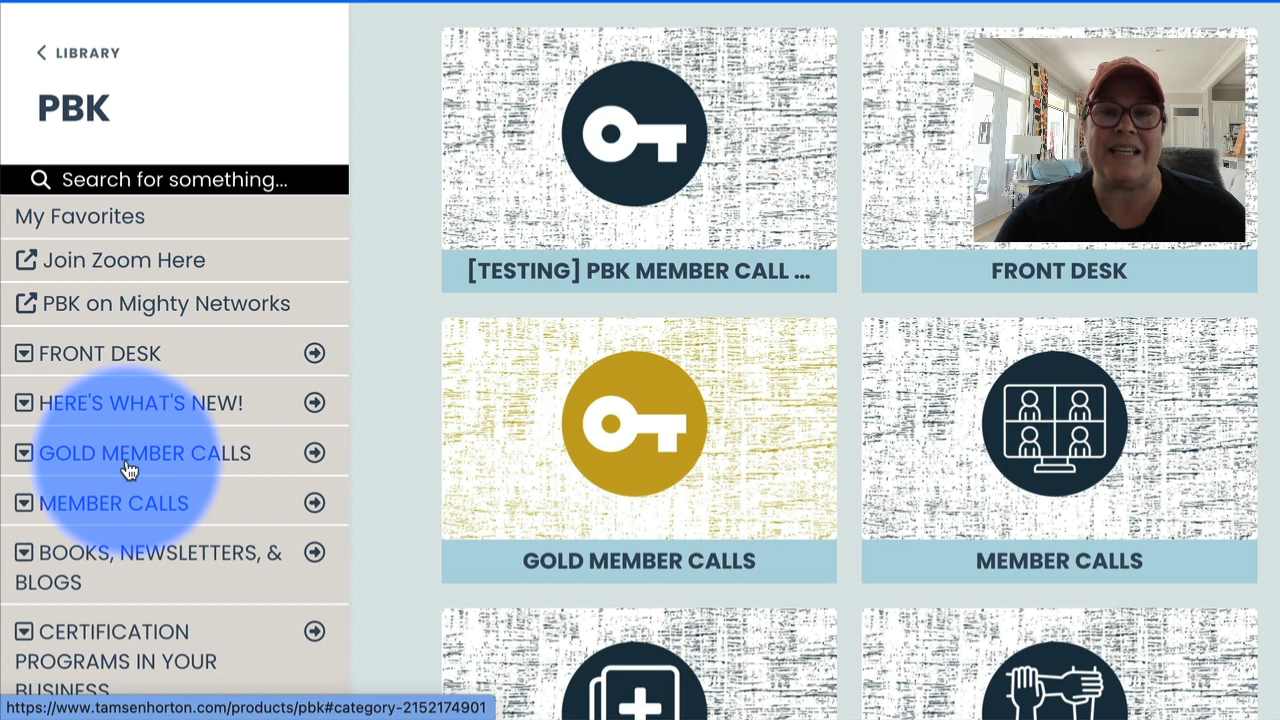 LIBRARY
PBK
Search for something...
My Favorites
Join Zoom Here
PBK on Mighty Networks
FRONT DESK
HERE'S WHAT'S NEW!
GOLD MEMBER CALLS
MEMBER CALLS
BOOKS, NEWSLETTERS, &
BLOGS
CERTIFICATION
PROGRAMS IN YOUR
BUSINESS
https://www.tamsenhorton.com/products/pbk#category-2152174901
[TESTING] PBK MEMBER CALL ...
FRONT DESK
GOLD MEMBER CALLS
MEMBER CALLS